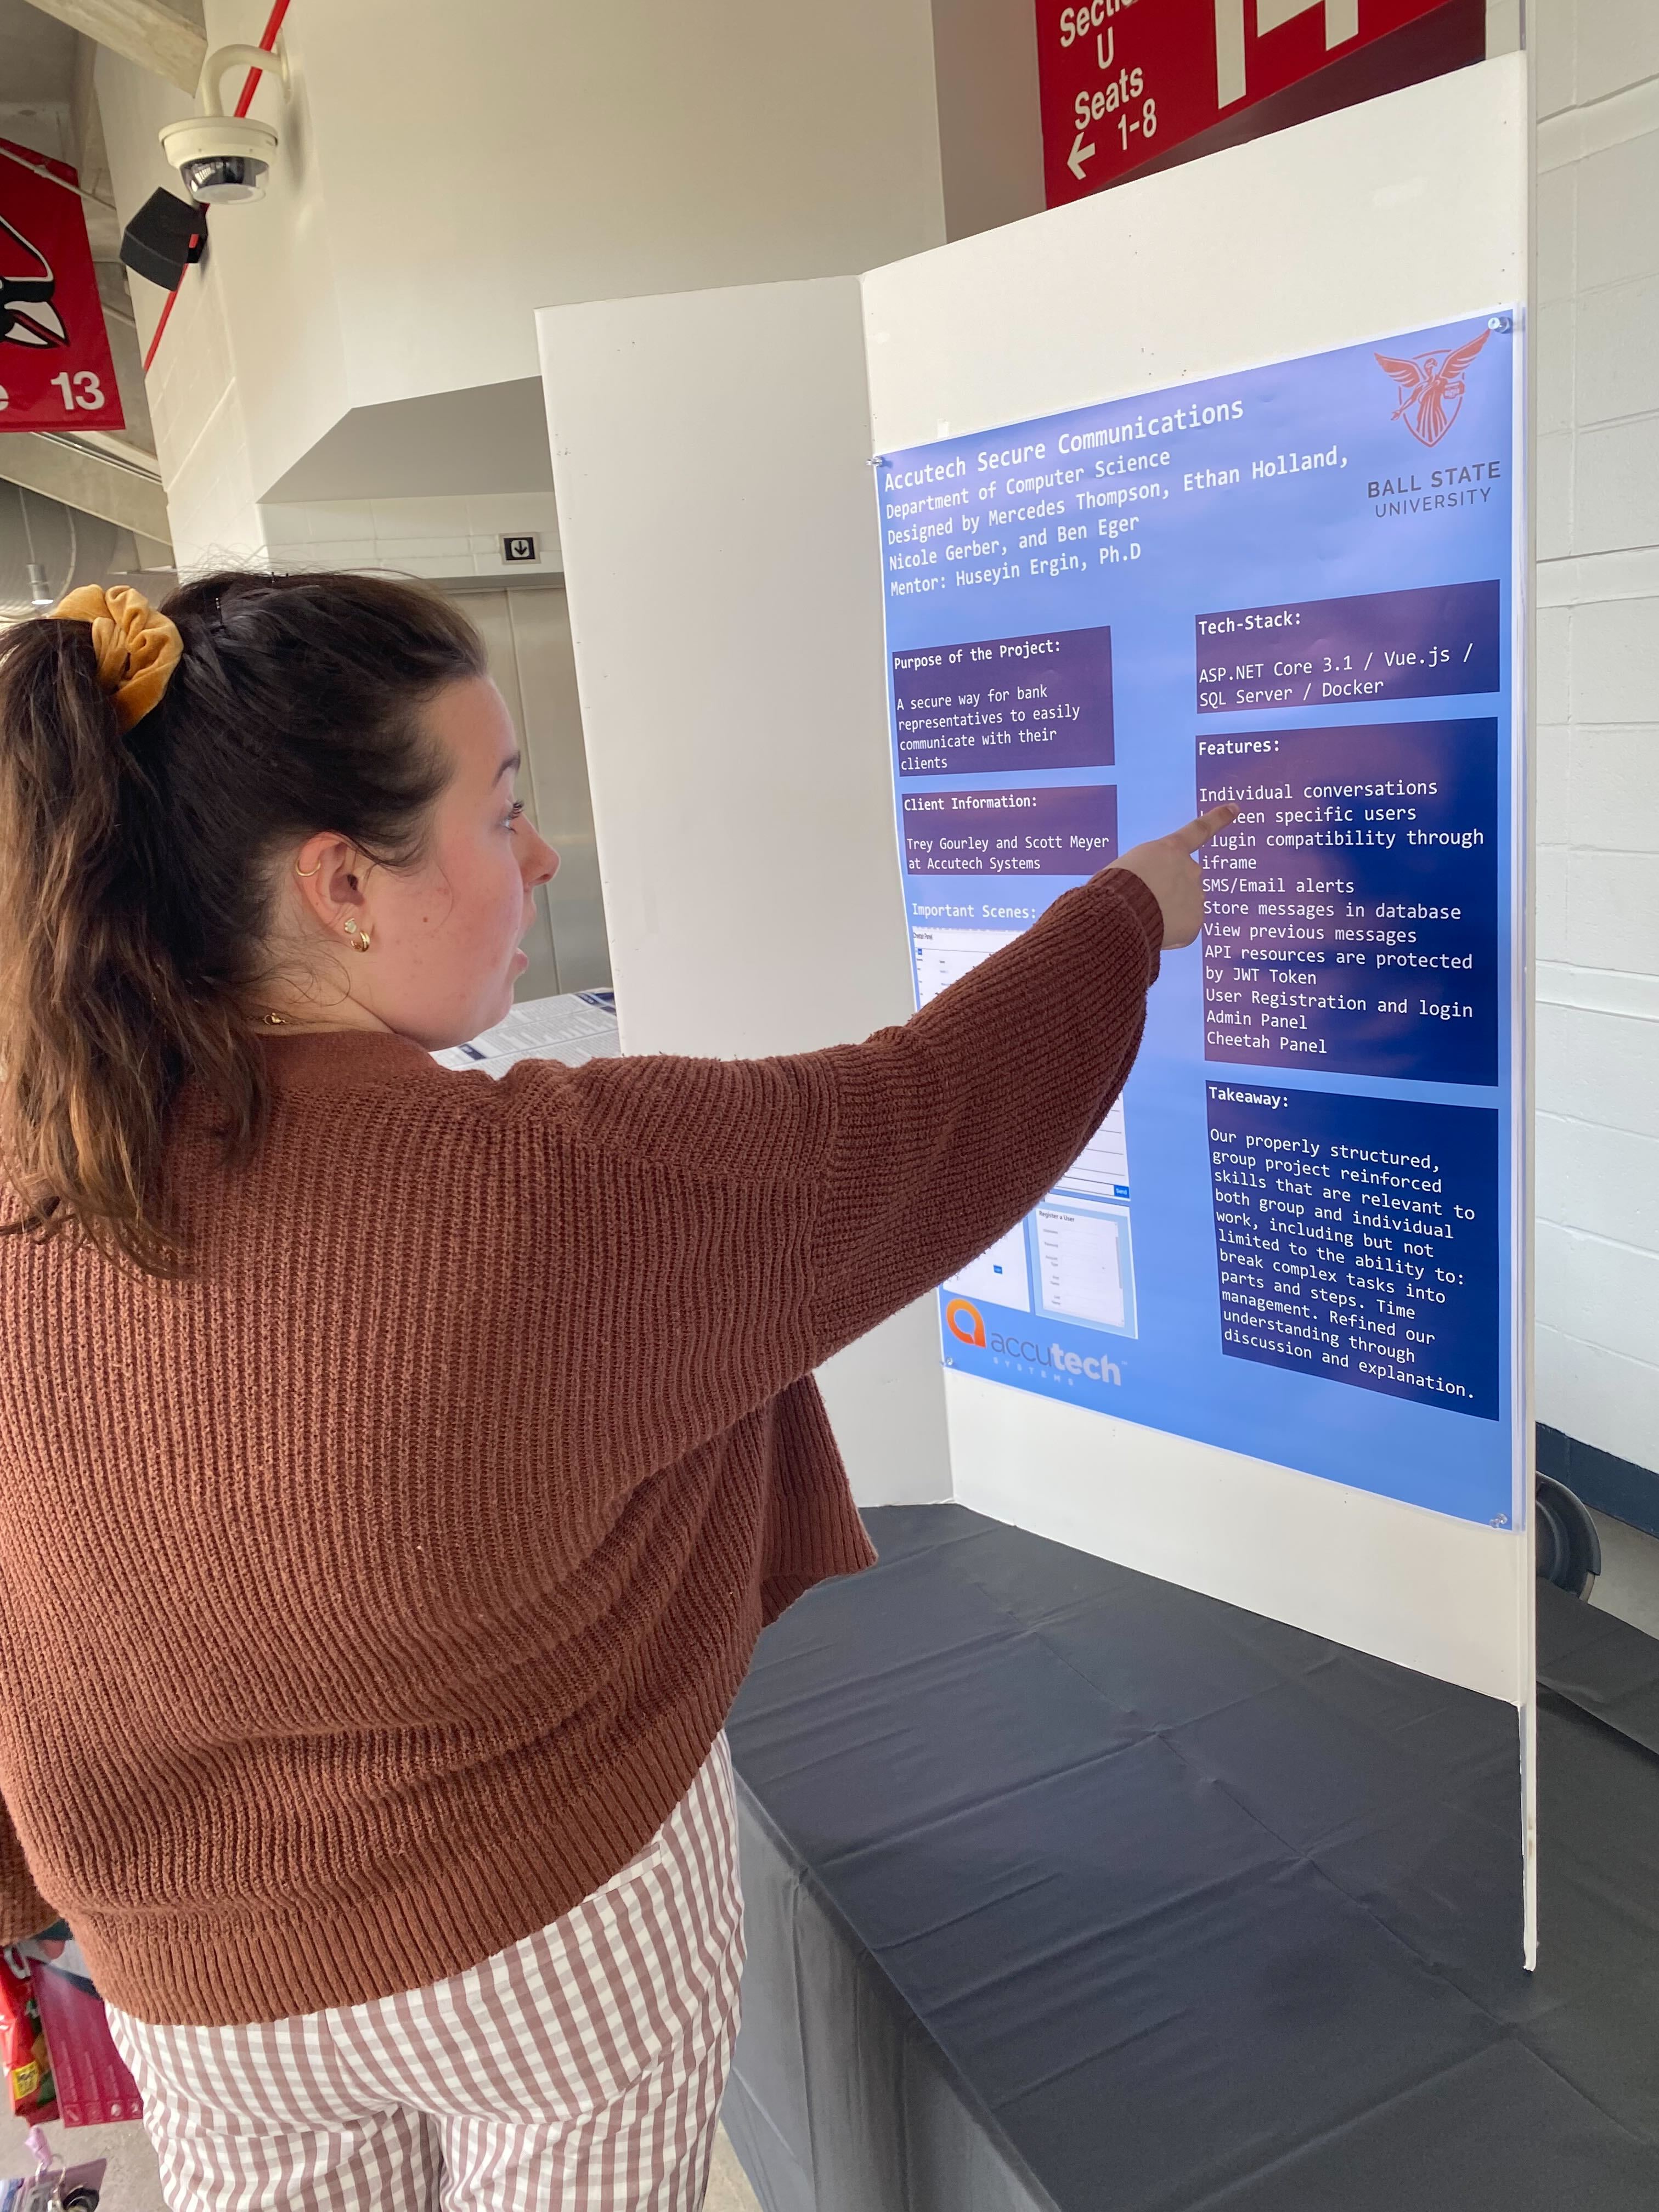 Section
U
Seats
1-8
14
13
Accutech Secure Communications
Department of Computer Science
Designed by Mercedes Thompson, Ethan Holland,
Nicole Gerber, and Ben Eger
Mentor: Huseyin Ergin, Ph.D
BALL STATE
UNIVERSITY
Purpose of the Project:
A secure way for bank
representatives to easily
communicate with their
clients
Client Information:
Trey Gourley and Scott Meyer
at Accutech Systems
Important Scenes:
Cheetah Panel
Send
Register a User
accutech
SYSTEMS
Tech-Stack:
ASP.NET Core 3.1 / Vue.js /
SQL Server / Docker
Features:
Individual conversations
between specific users
Plugin compatibility through
iframe
SMS/Email alerts
Store messages in database
View previous messages
API resources are protected
by JWT Token
User Registration and login
Admin Panel
Cheetah Panel
Takeaway:
Our properly structured,
group project reinforced
skills that are relevant to
both group and individual
work, including but not
limited to the ability to:
break complex tasks into
parts and steps. Time
management. Refined our
understanding through
discussion and explanation.